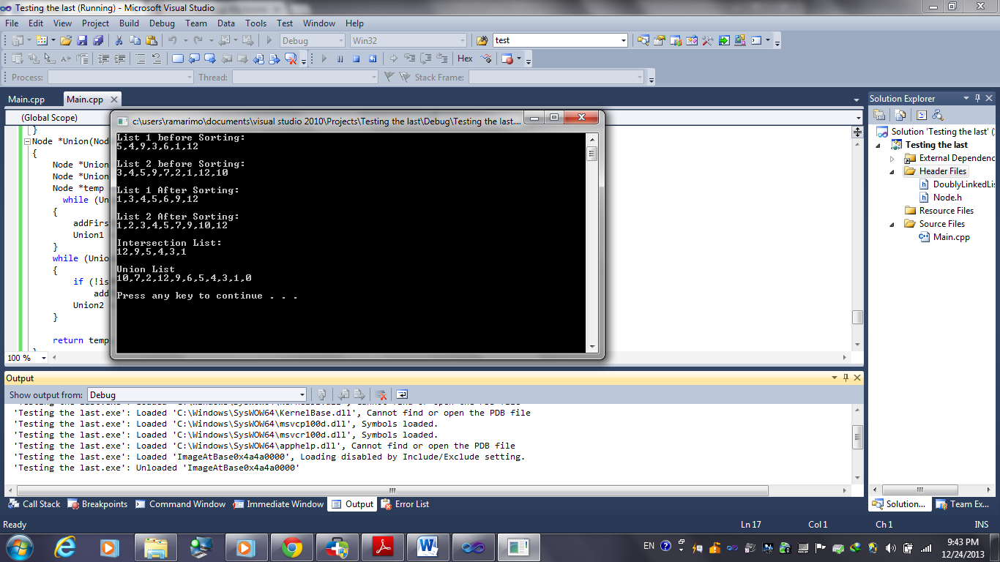 Testing the last (Running) - Microsoft Visual Studio
File Edit View Project Build Debug Team Data Tools Test Window Help
Debug Win32 test
Hex
Process: Thread: Stack Frame:
Main.cpp Main.cpp
(Global Scope)
}
Node *Union(Nod
{
Node *Union
Node *Union
Node *temp
while (Un
{
addFirs
Union1
}
while (Unio
{
if (!is
add
Union2
}
return temp
100 %
c:\users\ramarimo\documents\visual studio 2010\Projects\Testing the last\Debug\Testing the last....
List 1 before Sorting:
5,4,9,3,6,1,12
List 2 before Sorting:
3,4,5,9,7,2,1,12,10
List 1 After Sorting:
1,3,4,5,6,9,12
List 2 After Sorting:
1,2,3,4,5,7,9,10,12
Intersection List:
12,9,5,4,3,1
Union List
10,7,2,12,9,6,5,4,3,1,0
Press any key to continue . . .
Solution Explorer
Solution 'Testing the last' (
Testing the last
External Dependenc
Header Files
DoublyLinkedLis
Node.h
Resource Files
Source Files
Main.cpp
Output
Show output from: Debug
'Testing the last.exe': Loaded 'C:\Windows\SysWOW64\KernelBase.dll', Cannot find or open the PDB file
'Testing the last.exe': Loaded 'C:\Windows\SysWOW64\msvcp100d.dll', Symbols loaded.
'Testing the last.exe': Loaded 'C:\Windows\SysWOW64\msvcr100d.dll', Symbols loaded.
'Testing the last.exe': Loaded 'C:\Windows\SysWOW64\apphelp.dll', Cannot find or open the PDB file
'Testing the last.exe': Loaded 'ImageAtBase0x4a4a0000', Loading disabled by Include/Exclude setting.
'Testing the last.exe': Unloaded 'ImageAtBase0x4a4a0000'
Call Stack Breakpoints Command Window Immediate Window Output Error List
Solution... Team Ex...
Ready Ln 17 Col 1 Ch 1 INS
EN
9:43 PM
12/24/2013